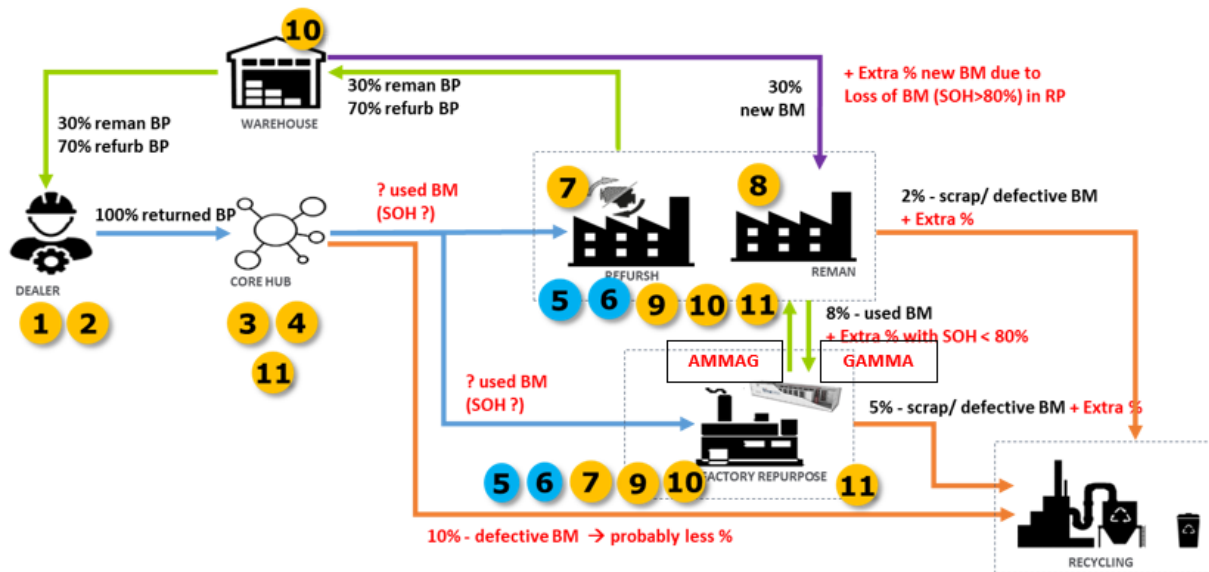 10
WAREHOUSE
30% reman BP
70% refurb BP
30%
new BM
+ Extra % new BM due to
Loss of BM (SOH>80%) in RP
30% reman BP
70% refurb BP
DEALER
1 2
100% returned BP
CORE HUB
3 4
11
? used BM
(SOH ?)
7
REFURSH
8
REMAN
5 6 9 10 11
2% - scrap/ defective BM
+ Extra %
8% - used BM
+ Extra % with SOH < 80%
AMMAG
GAMMA
? used BM
(SOH ?)
FACTORY REPURPOSE
5 6 7 9 10
11
5% - scrap/ defective BM + Extra %
10% - defective BM → probably less %
RECYCLING